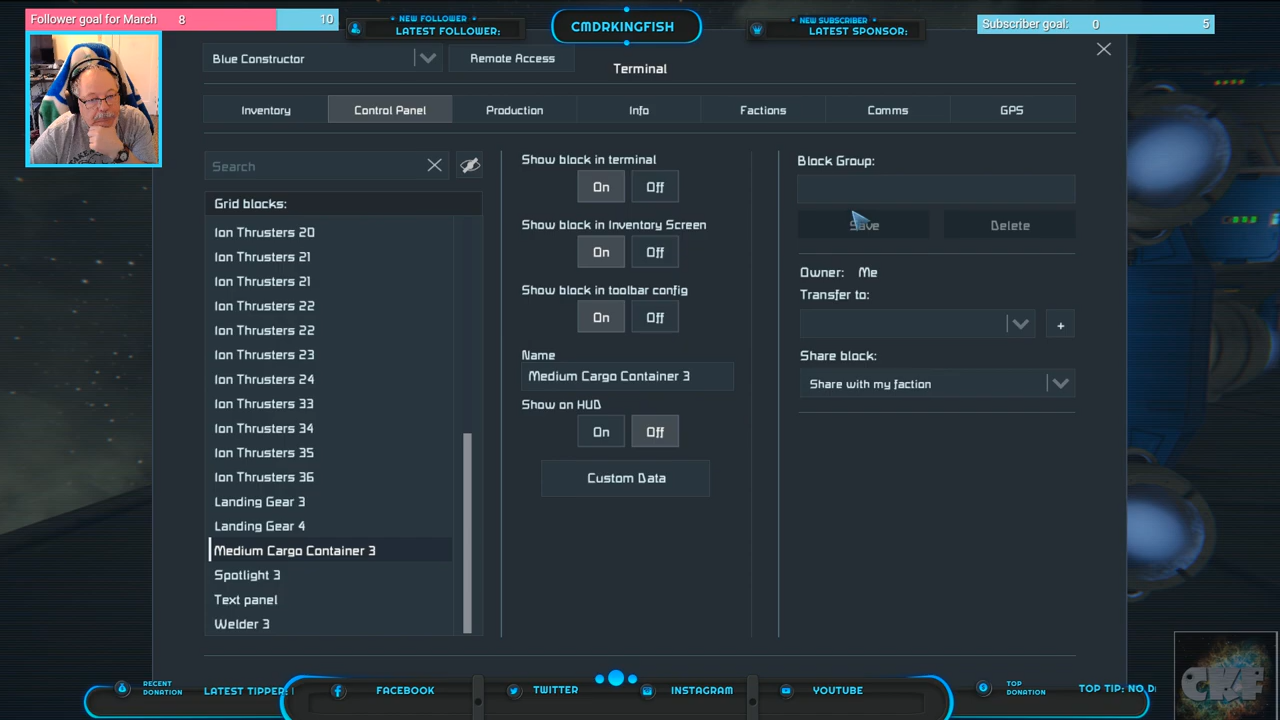 Follower goal for March 8 10
NEW FOLLOWER
LATEST FOLLOWER:
CMDRKINGFISH
NEW SUBSCRIBER
LATEST SPONSOR:
Subscriber goal: 0 5
Blue Constructor
Remote Access
Terminal
Inventory
Control Panel
Production
Info
Factions
Comms
GPS
Search
Grid blocks:
Ion Thrusters 20
Ion Thrusters 21
Ion Thrusters 21
Ion Thrusters 22
Ion Thrusters 22
Ion Thrusters 23
Ion Thrusters 24
Ion Thrusters 33
Ion Thrusters 34
Ion Thrusters 35
Ion Thrusters 36
Landing Gear 3
Landing Gear 4
Medium Cargo Container 3
Spotlight 3
Text panel
Welder 3
Show block in terminal
On Off
Show block in Inventory Screen
On Off
Show block in toolbar config
On Off
Name
Medium Cargo Container 3
Show on HUD
On Off
Custom Data
Block Group:
Save Delete
Owner: Me
Transfer to:
+
Share block:
Share with my faction
RECENT DONATION
LATEST TIPPER:
FACEBOOK
TWITTER
INSTAGRAM
YOUTUBE
TOP DONATION
TOP TIP: NO D
CKF